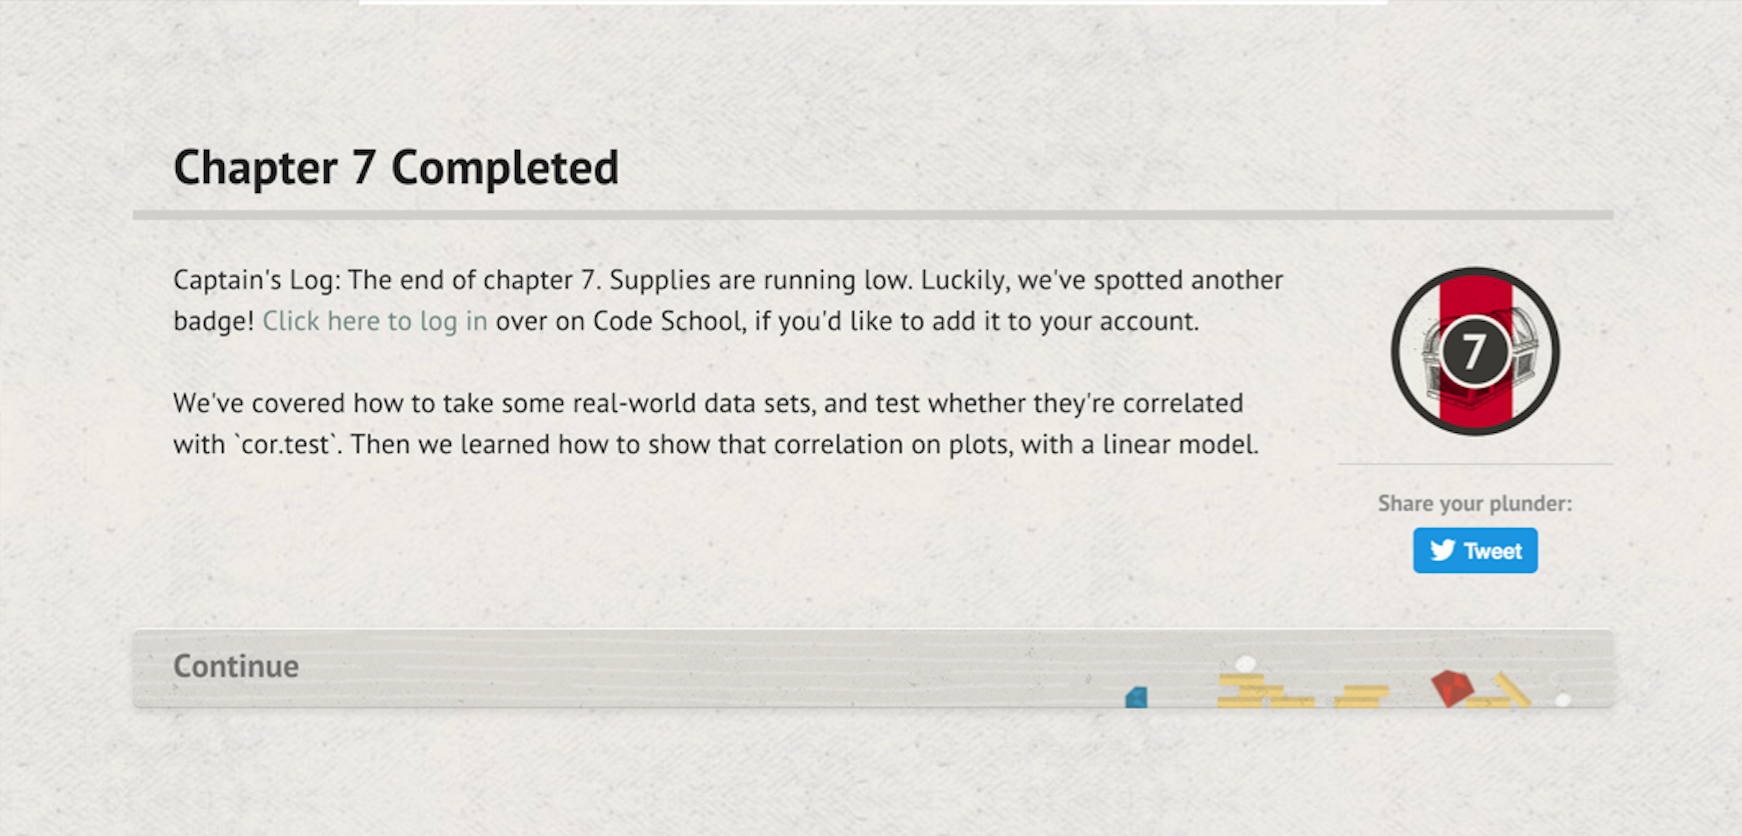 Chapter 7 Completed
Captain's Log: The end of chapter 7. Supplies are running low. Luckily, we've spotted another
badge! Click here to log in over on Code School, if you'd like to add it to your account.
We've covered how to take some real-world data sets, and test whether they're correlated
with `cor.test`. Then we learned how to show that correlation on plots, with a linear model.
7
Share your plunder:
Tweet
Continue